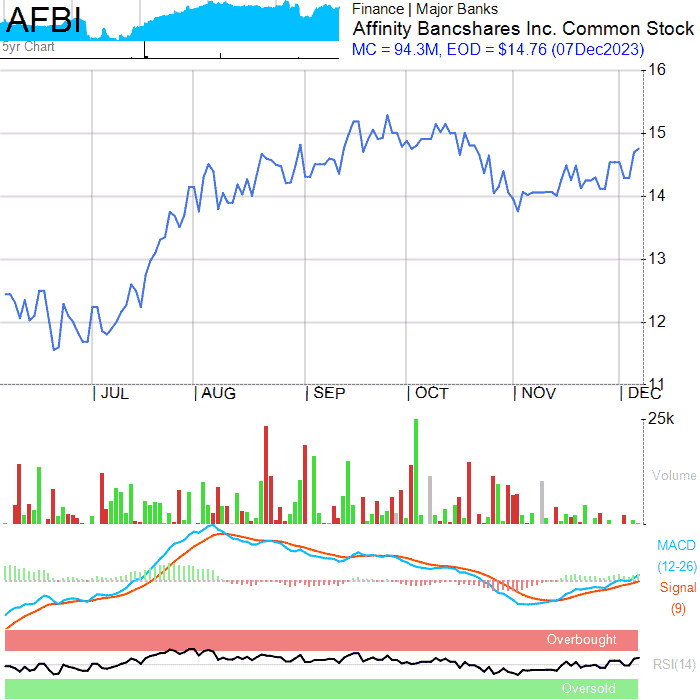 AFBI
5yr Chart
Finance | Major Banks
Affinity Bancshares Inc. Common Stock
MC = 94.3M, EOD = $14.76 (07Dec2023)
16
15
14
13
12
11
| JUL
| AUG
| SEP
| OCT
| NOV
| DEC
25k
Volume
MACD
(12-26)
Signal
(9)
Overbought
RSI(14)
Oversold